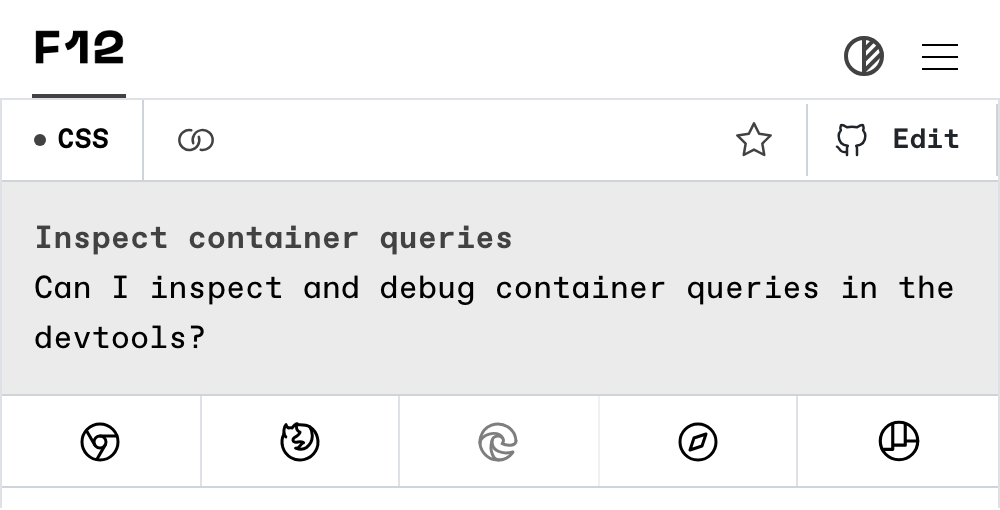 F12
CSS
Edit
Inspect container queries
Can I inspect and debug container queries in the
devtools?